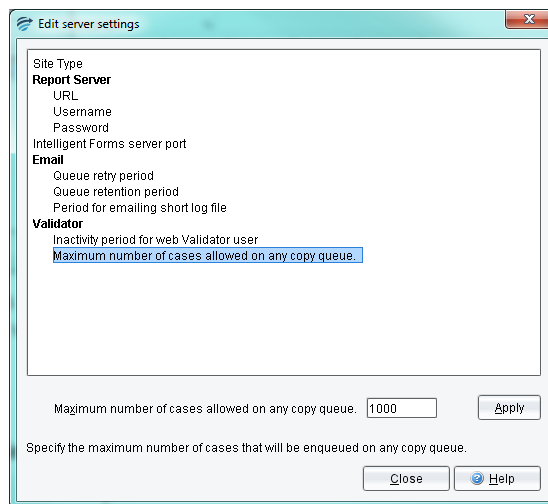 Edit server settings
Site Type
Report Server
URL
Username
Password
Intelligent Forms server port
Email
Queue retry period
Queue retention period
Period for emailing short log file
Validator
Inactivity period for web Validator user
Maximum number of cases allowed on any copy queue.
Maximum number of cases allowed on any copy queue. 1000 Apply
Specify the maximum number of cases that will be enqueued on any copy queue.
Close Help